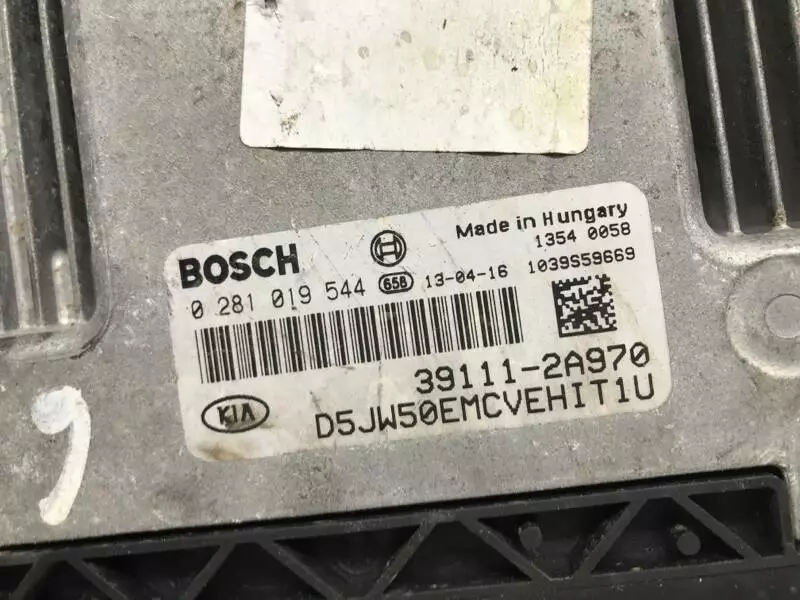 BOSCH
Made in Hungary
1354 0058
0 281 019 544 658 13-04-16 1039S59669
39111-2A970
KIA D5JW50EMCVEHIT1U